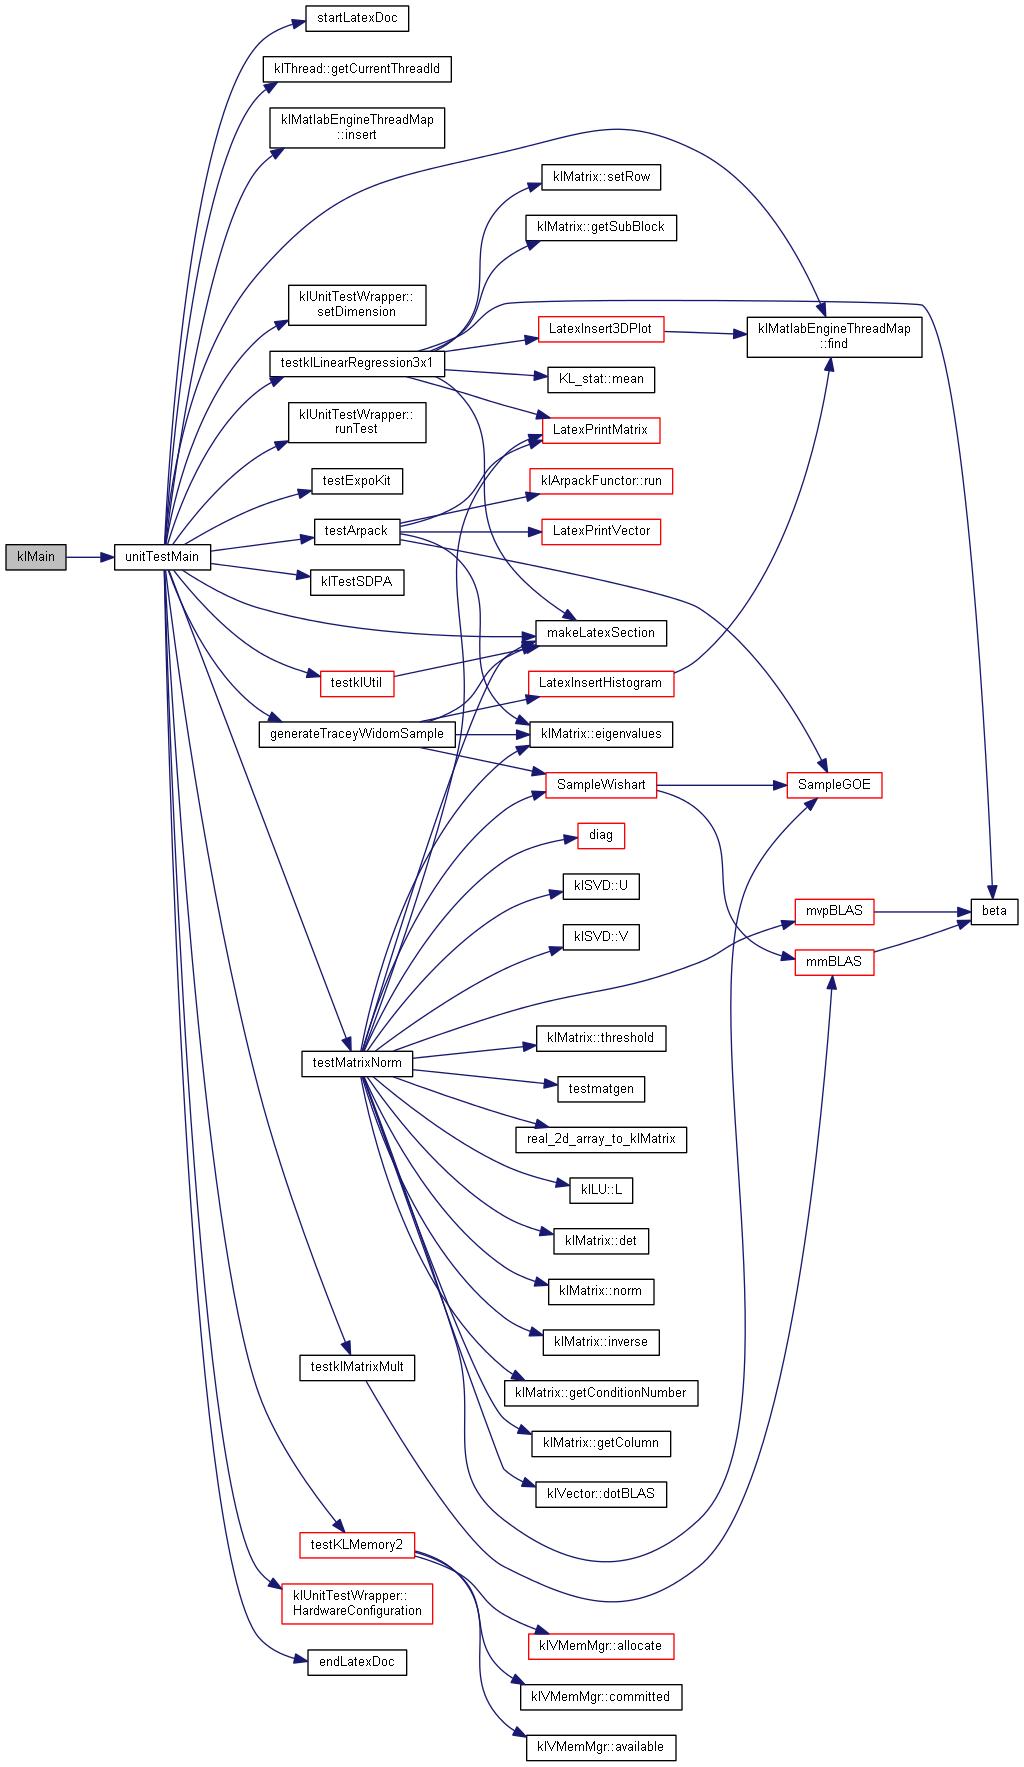 startLatexDoc
klThread::getCurrentThreadId
klMatlabEngineThreadMap
::insert
klMatrix::setRow
klMatrix::getSubBlock
klUnitTestWrapper::
setDimension
LatexInsert3DPlot
klMatlabEngineThreadMap
::find
testklLinearRegression3x1
KL_stat::mean
klUnitTestWrapper::
runTest
LatexPrintMatrix
testExpoKit
klArpackFunctor::run
testArpack
LatexPrintVector
klMain
unitTestMain
klTestSDPA
makeLatexSection
testklUtil
LatexInsertHistogram
generateTraceyWidomSample
klMatrix::eigenvalues
SampleWishart
SampleGOE
diag
klSVD::U
mvpBLAS
beta
klSVD::V
mmBLAS
klMatrix::threshold
testMatrixNorm
testmatgen
real_2d_array_to_klMatrix
klLU::L
klMatrix::det
klMatrix::norm
klMatrix::inverse
testklMatrixMult
klMatrix::getConditionNumber
klMatrix::getColumn
klVector::dotBLAS
testKLMemory2
klUnitTestWrapper::
HardwareConfiguration
klVMemMgr::allocate
endLatexDoc
klVMemMgr::committed
klVMemMgr::available